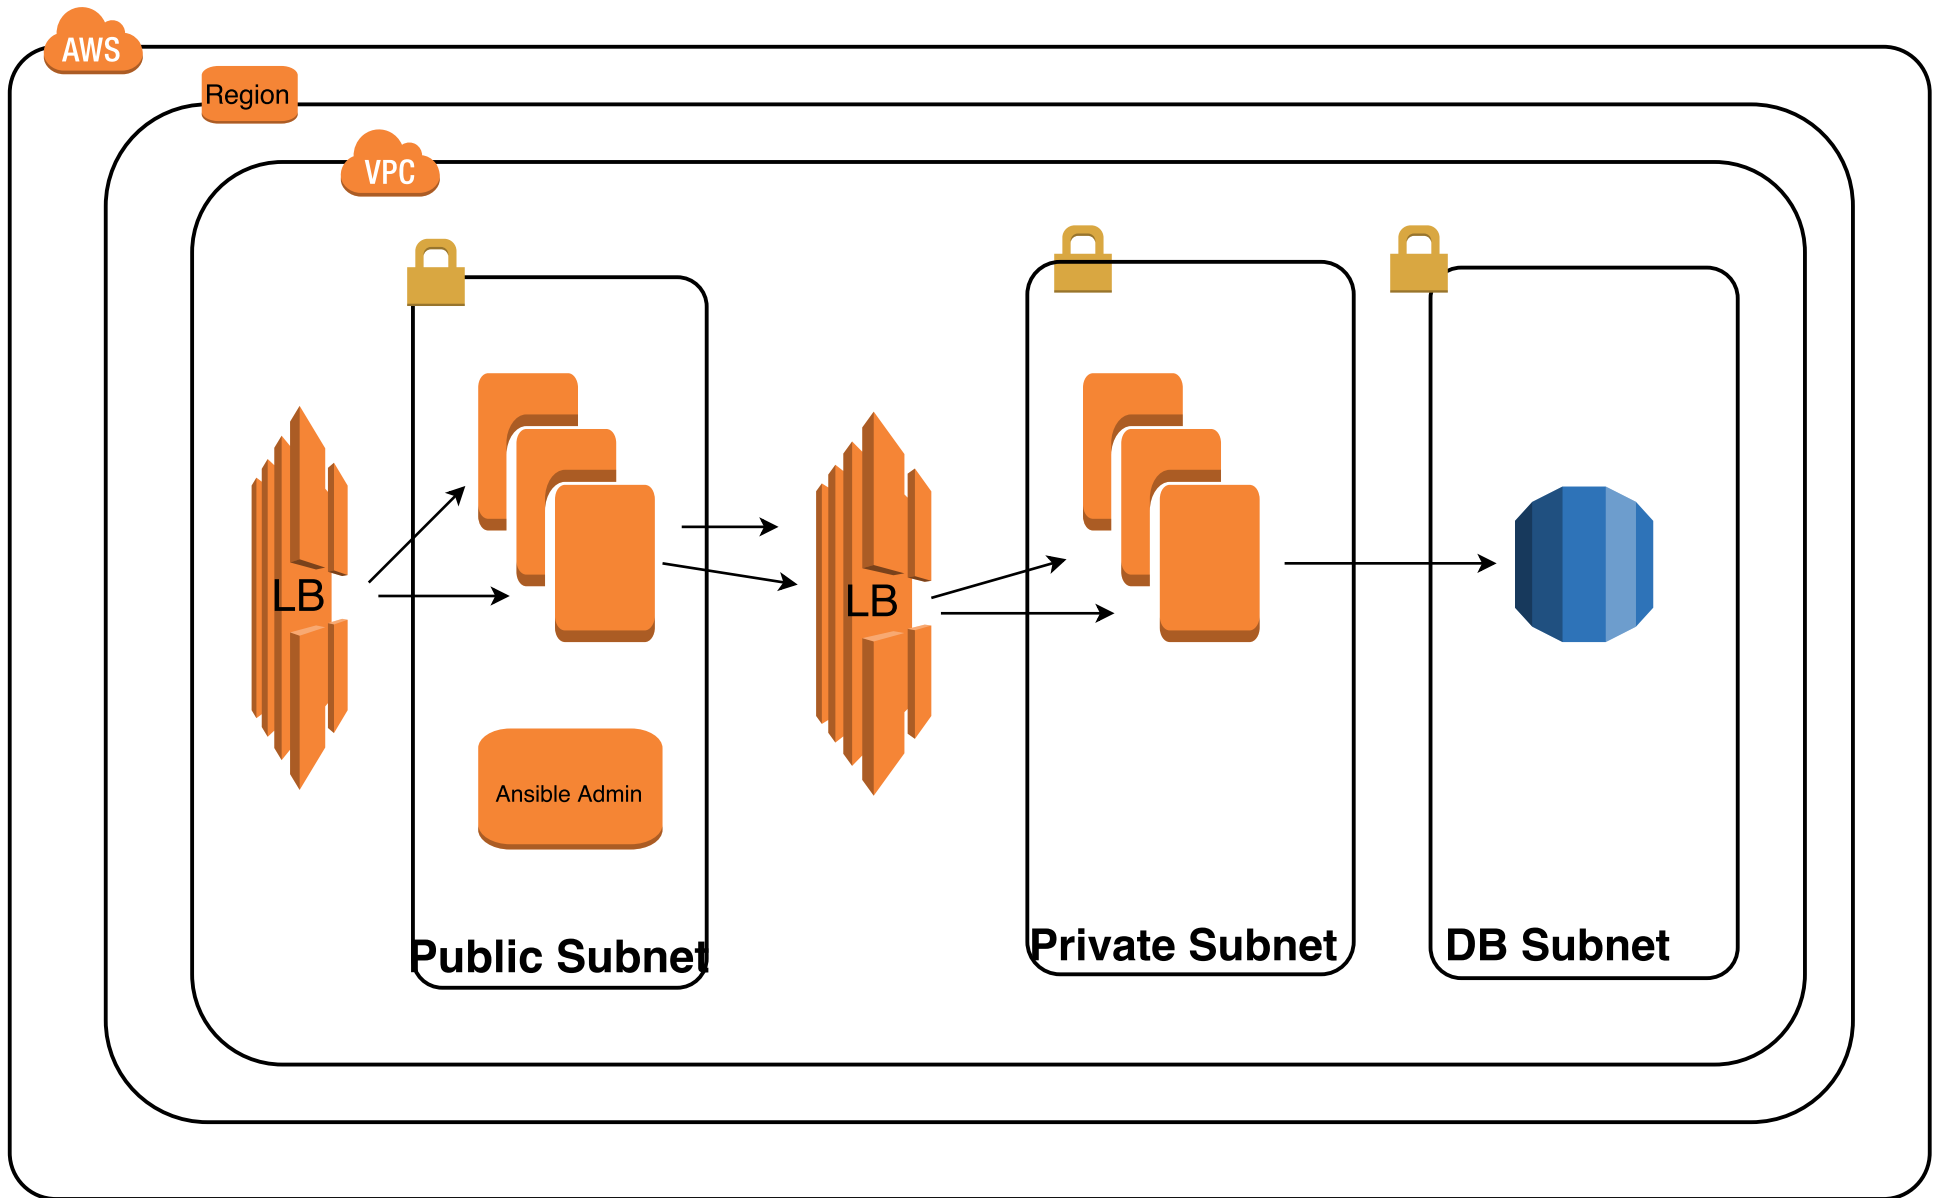 AWS
Region
VPC
LB
LB
Ansible Admin
Public Subnet
Private Subnet
DB Subnet